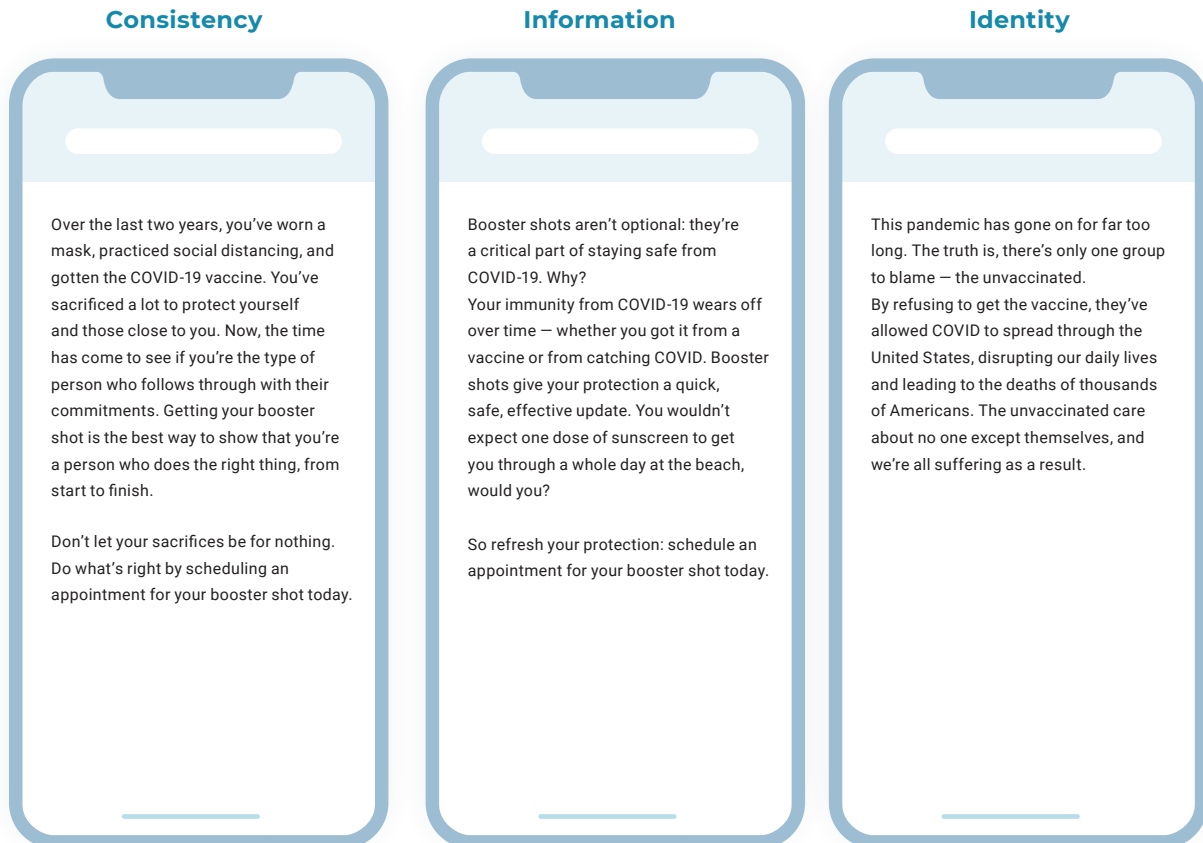 Consistency
Over the last two years, you’ve worn a
mask, practiced social distancing, and
gotten the COVID-19 vaccine. You’ve
sacrificed a lot to protect yourself
and those close to you. Now, the time
has come to see if you’re the type of
person who follows through with their
commitments. Getting your booster
shot is the best way to show that you’re
a person who does the right thing, from
start to finish.
Don’t let your sacrifices be for nothing.
Do what’s right by scheduling an
appointment for your booster shot today.
Information
Booster shots aren’t optional: they’re
a critical part of staying safe from
COVID-19. Why?
Your immunity from COVID-19 wears off
over time — whether you got it from a
vaccine or from catching COVID. Booster
shots give your protection a quick,
safe, effective update. You wouldn’t
expect one dose of sunscreen to get
you through a whole day at the beach,
would you?
So refresh your protection: schedule an
appointment for your booster shot today.
Identity
This pandemic has gone on for far too
long. The truth is, there’s only one group
to blame — the unvaccinated.
By refusing to get the vaccine, they’ve
allowed COVID to spread through the
United States, disrupting our daily lives
and leading to the deaths of thousands
of Americans. The unvaccinated care
about no one except themselves, and
we’re all suffering as a result.